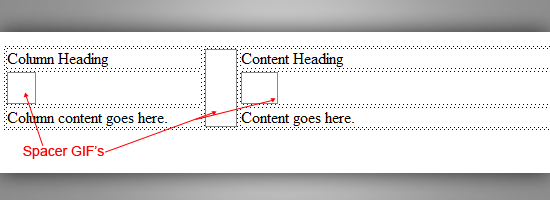 Column Heading
Content Heading
Column content goes here.
Content goes here.
Spacer GIF's